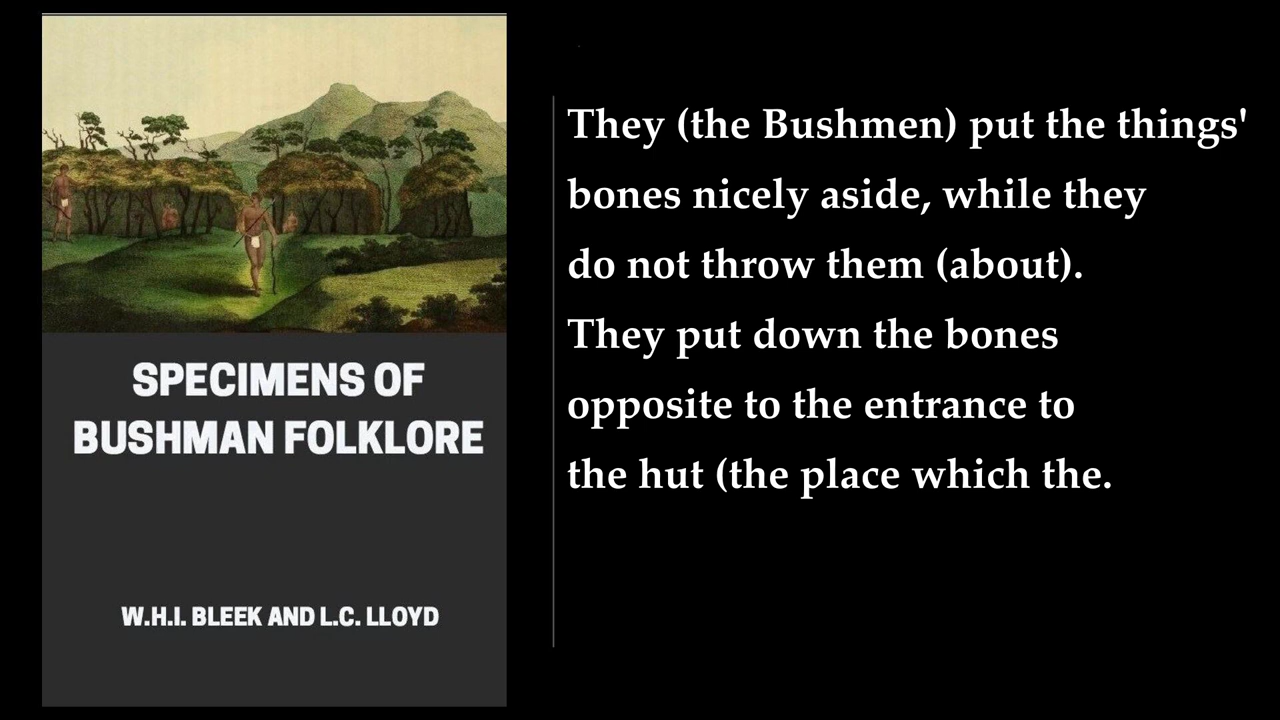 SPECIMENS OF
BUSHMAN FOLKLORE
W.H.I. BLEEK AND L.C. LLOYD
They (the Bushmen) put the things'
bones nicely aside, while they
do not throw them (about).
They put down the bones
opposite to the entrance to
the hut (the place which the.